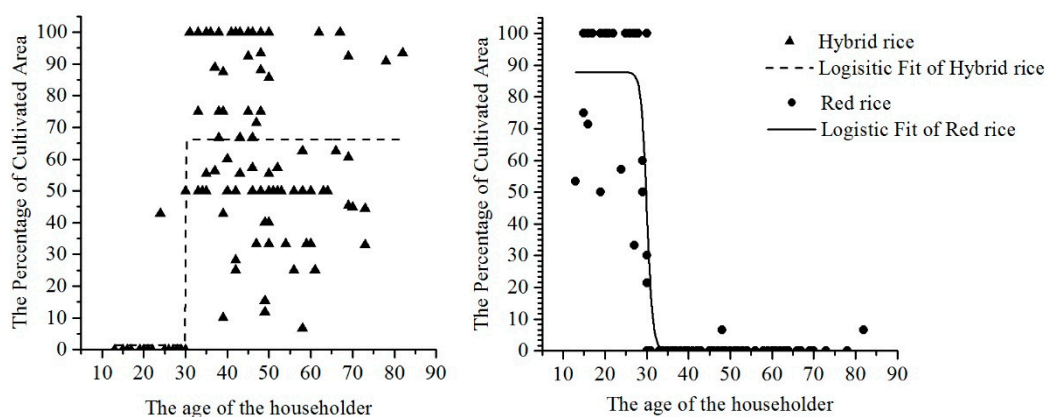 The Percentage of Cultivated Area
100
90
80
70
60
50
40
30
20
10
0
10 20 30 40 50 60 70 80 90
The age of the householder
The Percentage of Cultivated Area
100
90
80
70
60
50
40
30
20
10
0
10 20 30 40 50 60 70 80 90
The age of the householder
Hybrid rice
Logisitic Fit of Hybrid rice
Red rice
Logistic Fit of Red rice